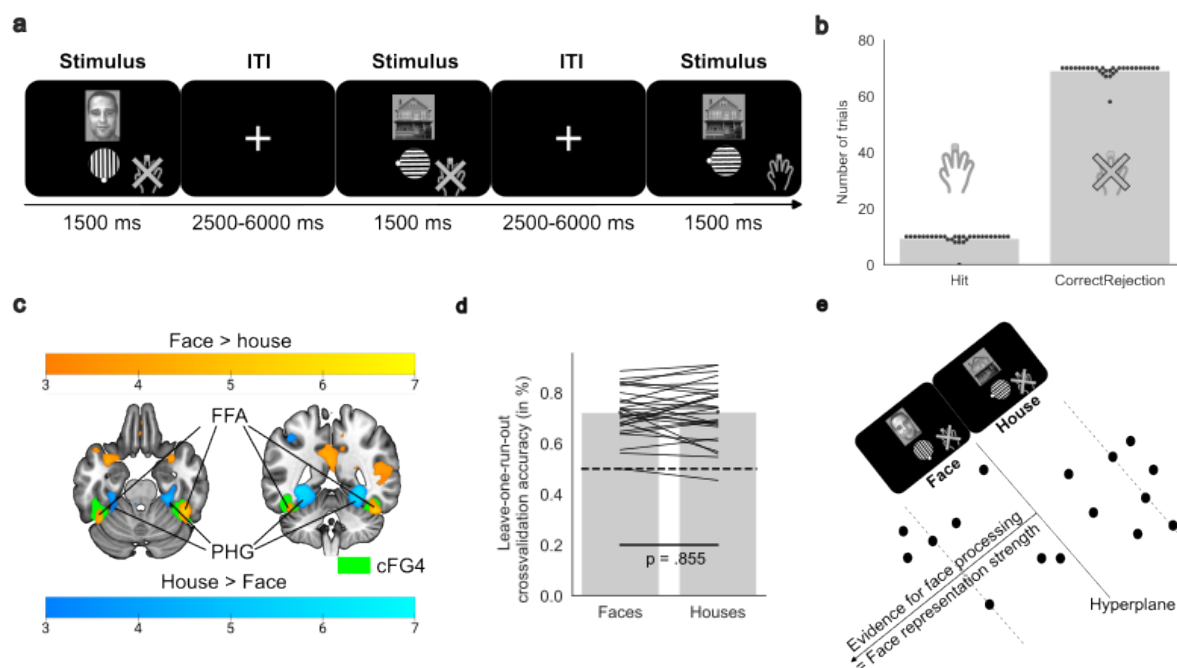 a
Stimulus ITI Stimulus ITI Stimulus
1500 ms 2500-6000 ms 1500 ms 2500-6000 ms 1500 ms
b
Number of trials
80
60
40
20
0
Hit CorrectRejection
c
Face > house
3 4 5 6 7
FFA
PHG
cFG4
House > Face
3 4 5 6 7
d
Leave-one-run-out
crossvalidation accuracy (in %)
0.8
0.6
0.4
0.2
0.0
p = .855
Faces Houses
e
House
Face
Evidence for face processing
= Face representation strength
Hyperplane